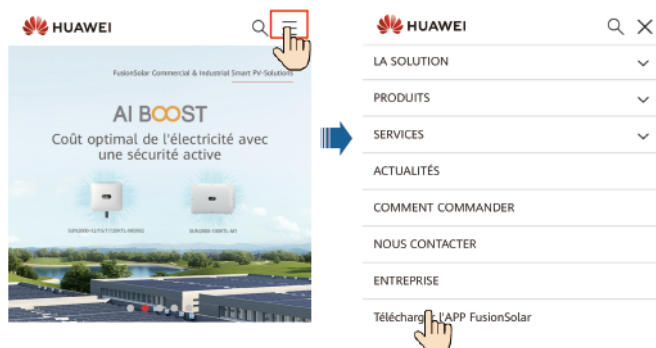 HUAWEI
FusionSolar Commercial & Industrial Smart PV-Solutions
AI BOOST
Coût optimal de l'électricité avec
une sécurité active
HUAWEI
LA SOLUTION
PRODUITS
SERVICES
ACTUALITÉS
COMMENT COMMANDER
NOUS CONTACTER
ENTREPRISE
Télécharger l'APP FusionSolar